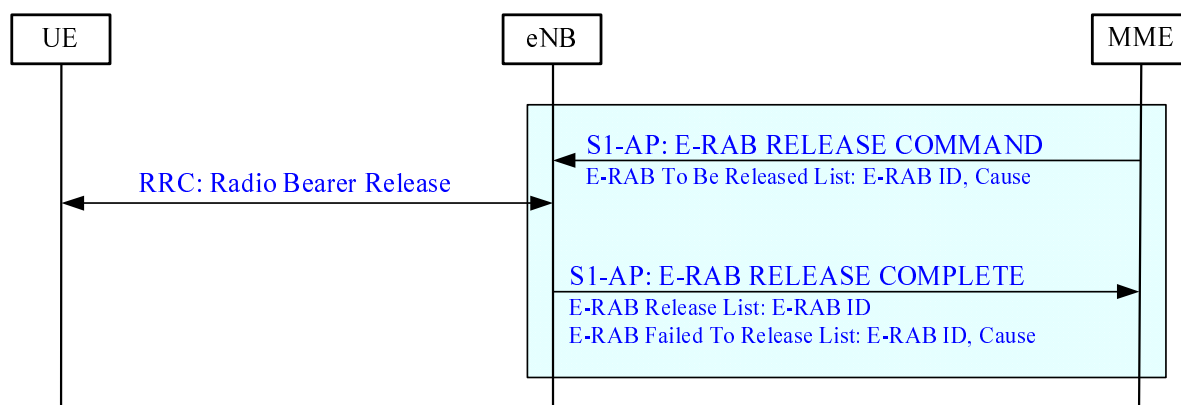 UE
eNB
MME
S1-AP: E-RAB RELEASE COMMAND
E-RAB To Be Released List: E-RAB ID, Cause
RRC: Radio Bearer Release
S1-AP: E-RAB RELEASE COMPLETE
E-RAB Release List: E-RAB ID
E-RAB Failed To Release List: E-RAB ID, Cause